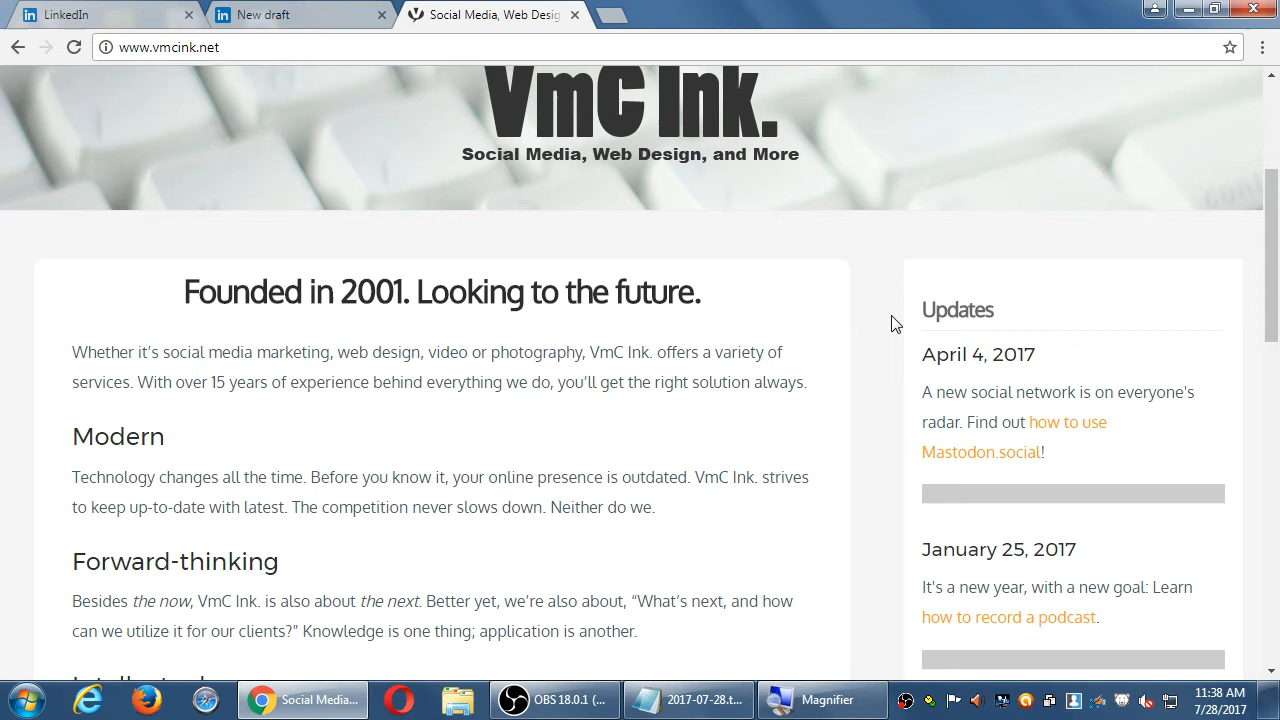 LinkedIn
New draft
Social Media, Web Desig
www.vmcink.net
VmC Ink.
Social Media, Web Design, and More
Founded in 2001. Looking to the future.
Whether it's social media marketing, web design, video or photography, VmC Ink. offers a variety of
services. With over 15 years of experience behind everything we do, you'll get the right solution always.
Modern
Technology changes all the time. Before you know it, your online presence is outdated. VmC Ink. strives
to keep up-to-date with latest. The competition never slows down. Neither do we.
Forward-thinking
Besides the now, VmC Ink. is also about the next. Better yet, we're also about, “What's next, and how
can we utilize it for our clients?” Knowledge is one thing; application is another.
Updates
April 4, 2017
A new social network is on everyone's
radar. Find out how to use
Mastodon.social!
January 25, 2017
It's a new year, with a new goal: Learn
how to record a podcast.
Social Media...
OBS 18.0.1 (...
2017-07-28.t...
Magnifier
11:38 AM
7/28/2017